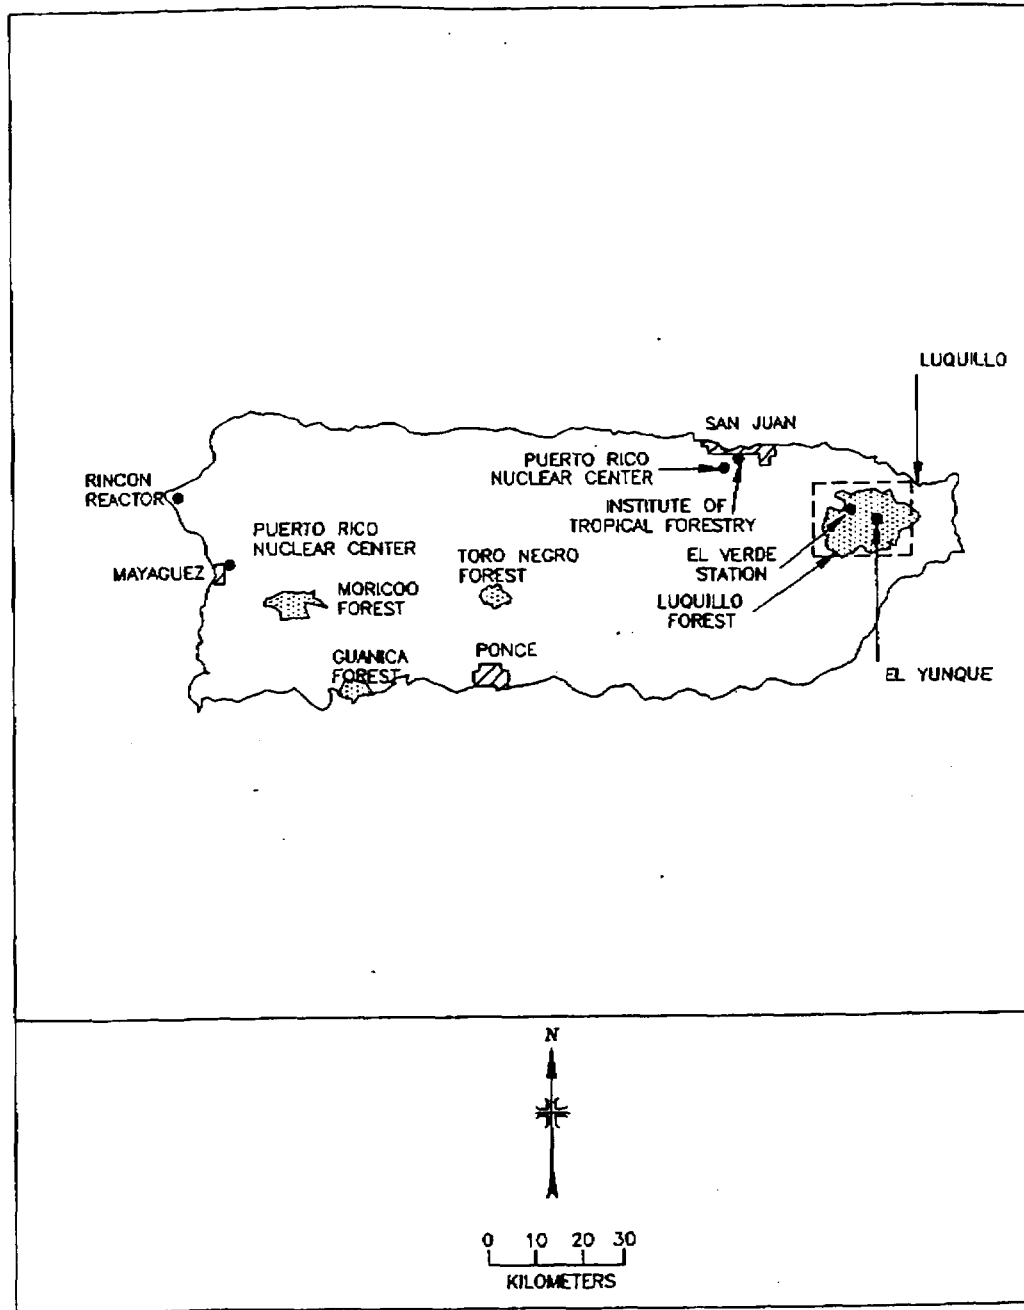 LUQUILLO
SAN JUAN
PUERTO RICO
NUCLEAR CENTER
RINCON
REACTOR
INSTITUTE OF
TROPICAL FORESTRY
PUERTO RICO
NUCLEAR CENTER
EL VERDE
STATION
TORO NEGRO
FOREST
MAYAGUEZ
MORICOO
FOREST
LUQUILLO
FOREST
GUANICA
FOREST
PONCE
EL YUNQUE
N
0 10 20 30
KILOMETERS